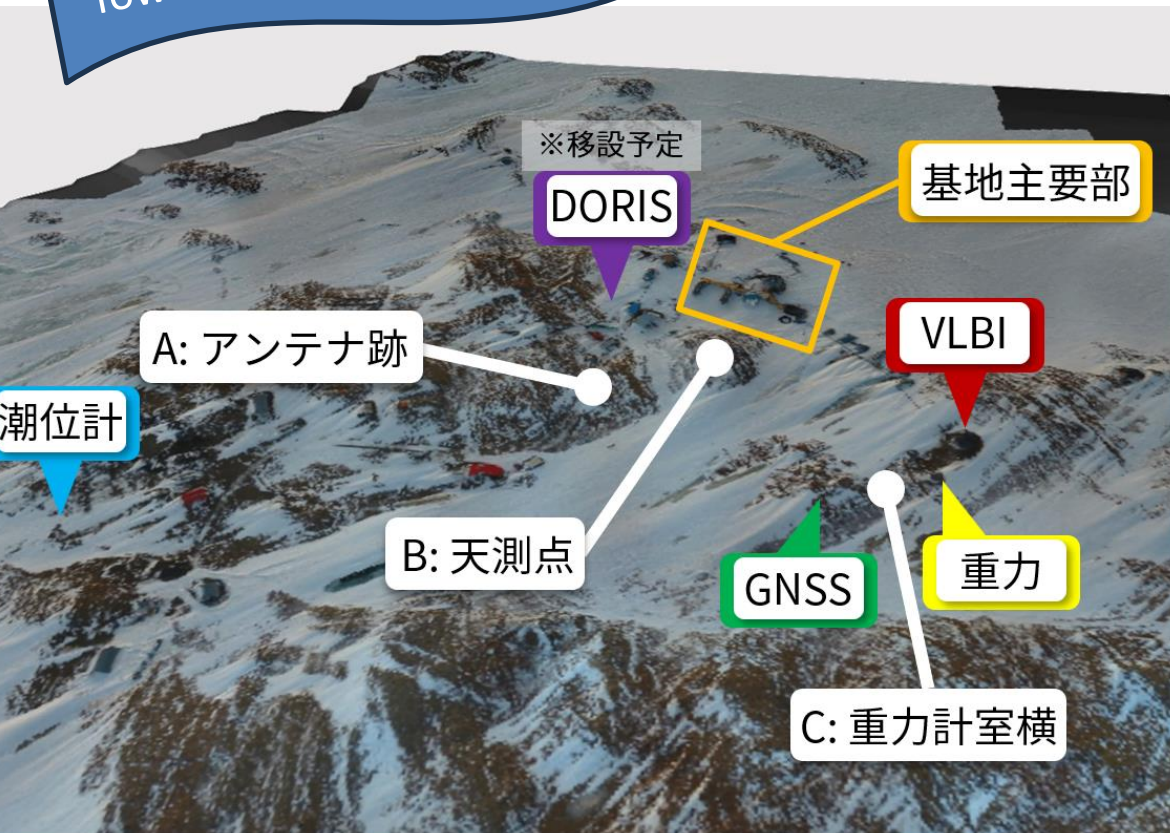 ※移設予定
DORIS
基地主要部
A: アンテナ跡
VLBI
潮位計
B: 天測点
GNSS
重力
C: 重力計室横